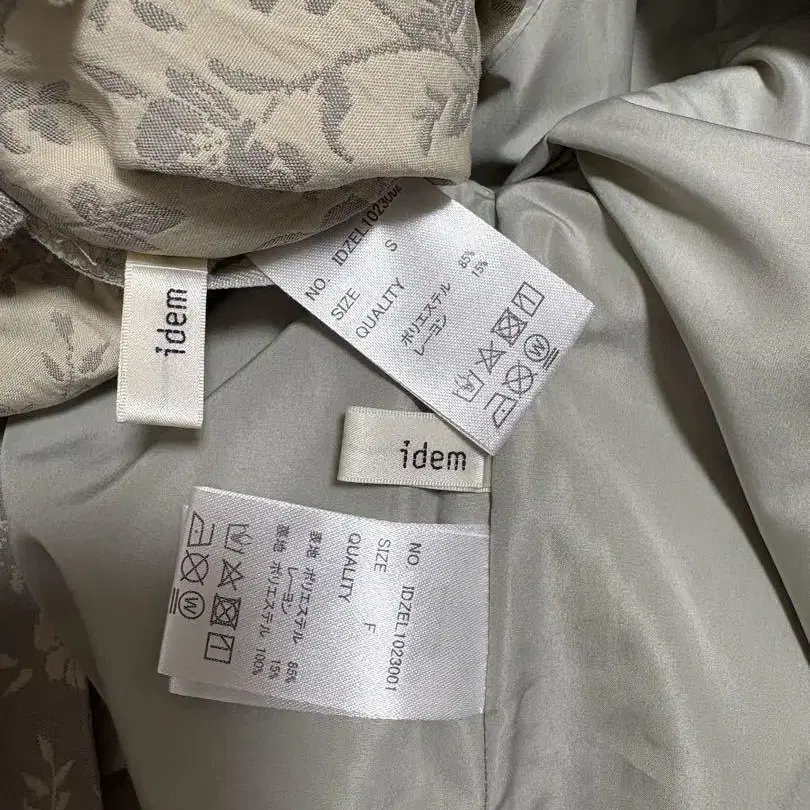 idem
NO. IDZEL1023
SIZE S
QUALITY
ポリエステル 85%
レーヨン 15%
W
idem
NO. IDZEL1023001
SIZE F
QUALITY
表地 ポリエステル 85%
レーヨン 15%
裏地 ポリエステル 100%
W